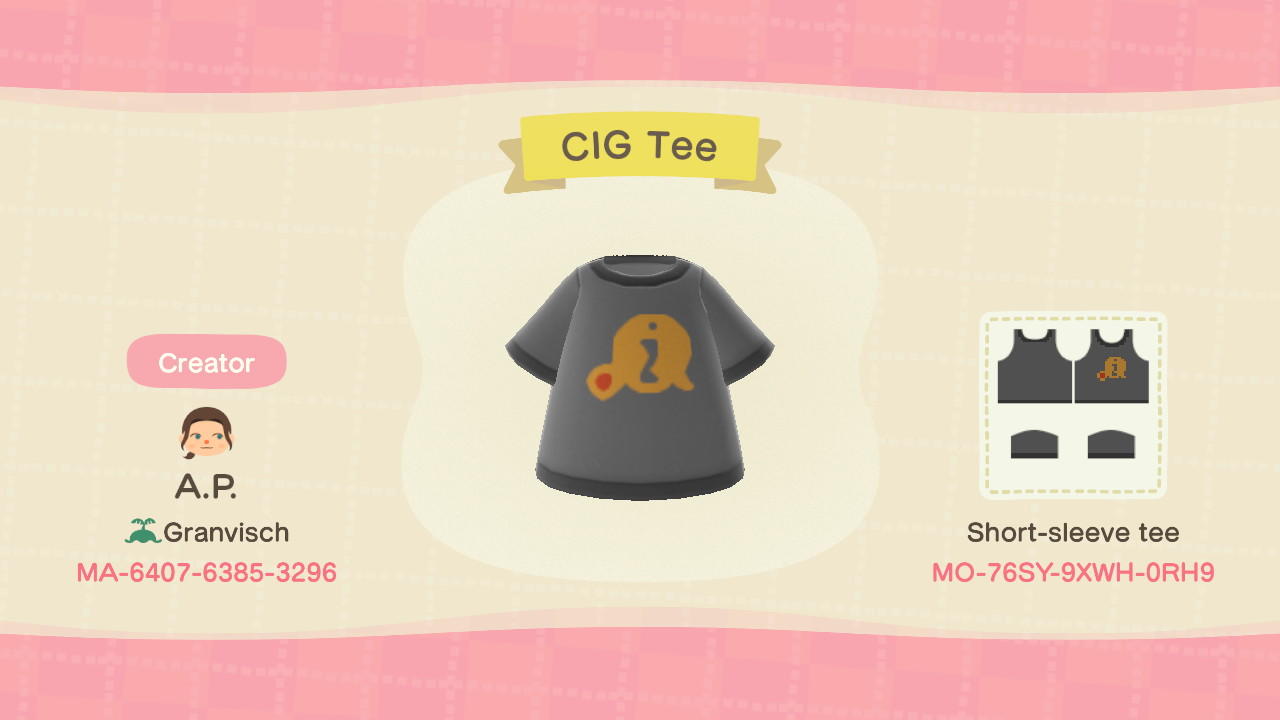 CIG Tee
i
Creator
A.P.
Granvisch
MA-6407-6385-3296
Short-sleeve tee
MO-76SY-9XWH-0RH9